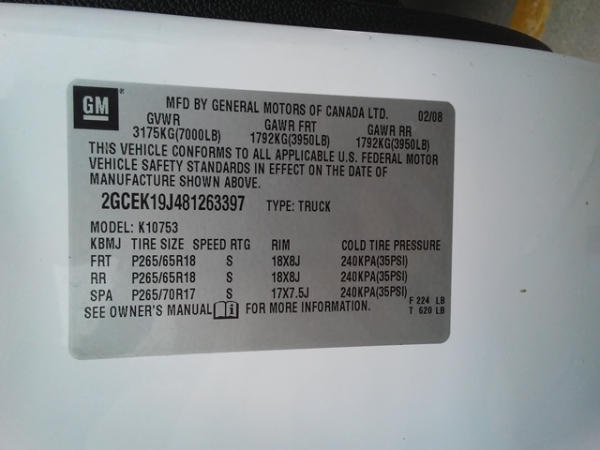 GM ®
MFD BY GENERAL MOTORS OF CANADA LTD. 02/08
GVWR GAWR FRT GAWR RR
3175KG(7000LB) 1792KG(3950LB) 1792KG(3950LB)
THIS VEHICLE CONFORMS TO ALL APPLICABLE U.S. FEDERAL MOTOR
VEHICLE SAFETY STANDARDS IN EFFECT ON THE DATE OF
MANUFACTURE SHOWN ABOVE.
2GCEK19J481263397 TYPE: TRUCK
MODEL: K10753
KBMJ TIRE SIZE SPEED RTG RIM COLD TIRE PRESSURE
FRT P265/65R18 S 18X8J 240KPA(35PSI)
RR P265/65R18 S 18X8J 240KPA(35PSI)
SPA P265/70R17 S 17X7.5J 240KPA(35PSI)
F 224 LB
SEE OWNER'S MANUAL i FOR MORE INFORMATION. T 620 LB